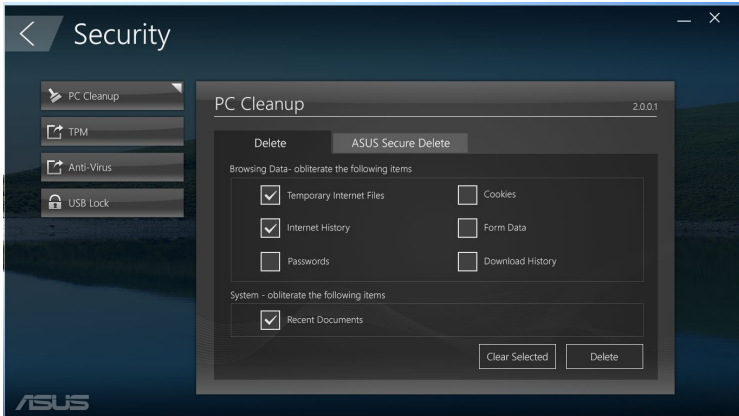 Security
PC Cleanup
TPM
Anti-Virus
USB Lock
PC Cleanup
2.0.0.1
Delete
ASUS Secure Delete
Browsing Data- obliterate the following items
Temporary Internet Files
Cookies
Internet History
Form Data
Passwords
Download History
System - obliterate the following items
Recent Documents
Clear Selected
Delete
ASUS